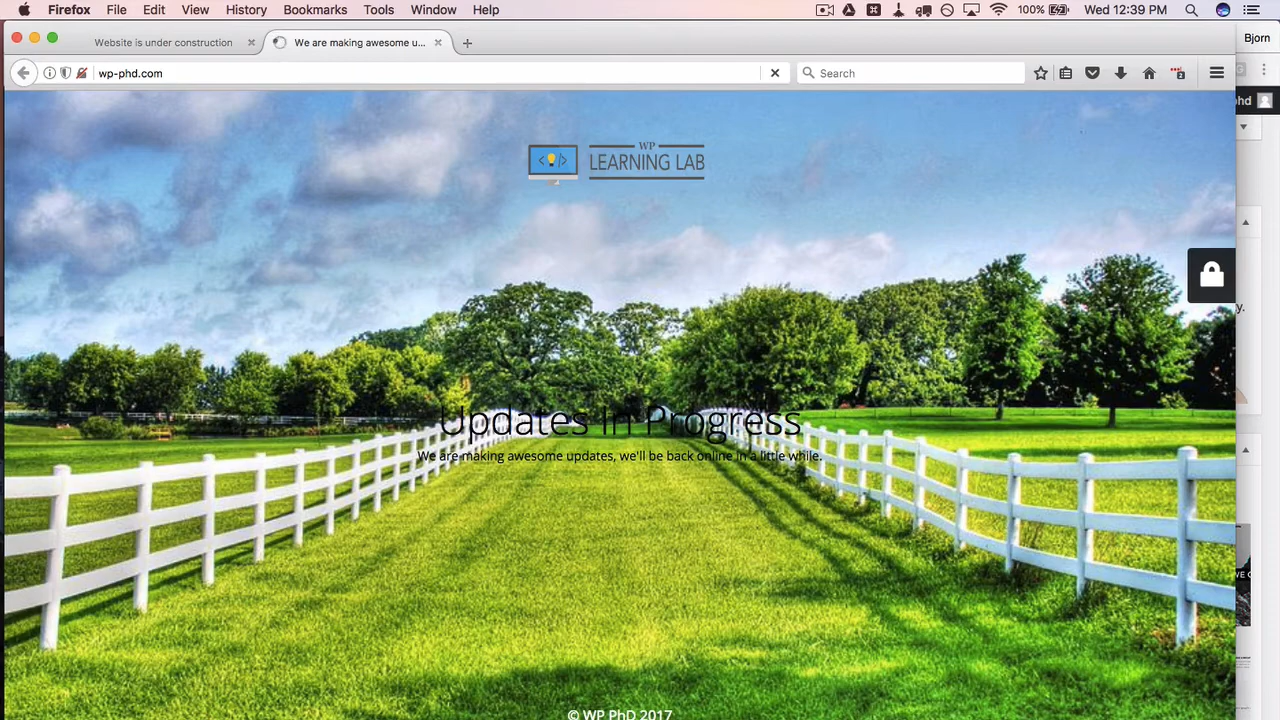 Firefox File Edit View History Bookmarks Tools Window Help 100% Wed 12:39 PM
Website is under construction We are making awesome u... Bjorn
wp-phd.com Search
hd
WP
LEARNING LAB
y.
Updates In Progress
We are making awesome updates, we'll be back online in a little while.
WE
© WP PhD 2017